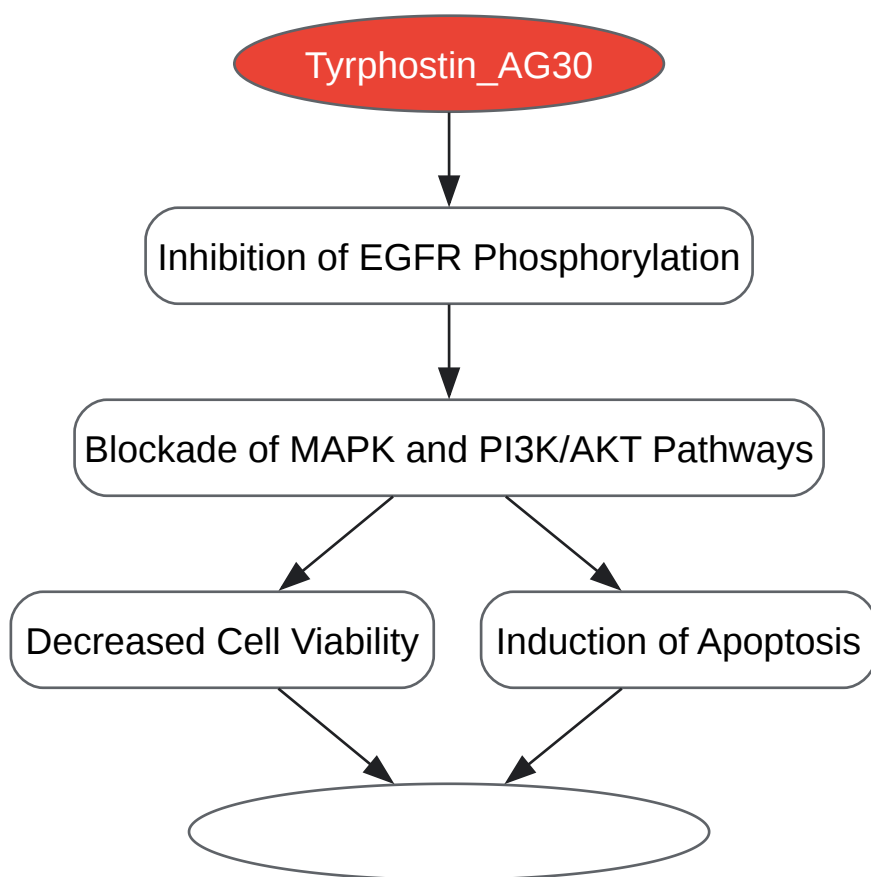 Tyrphostin_AG30
Inhibition of EGFR Phosphorylation
Blockade of MAPK and PI3K/AKT Pathways
Decreased Cell Viability
Induction of Apoptosis